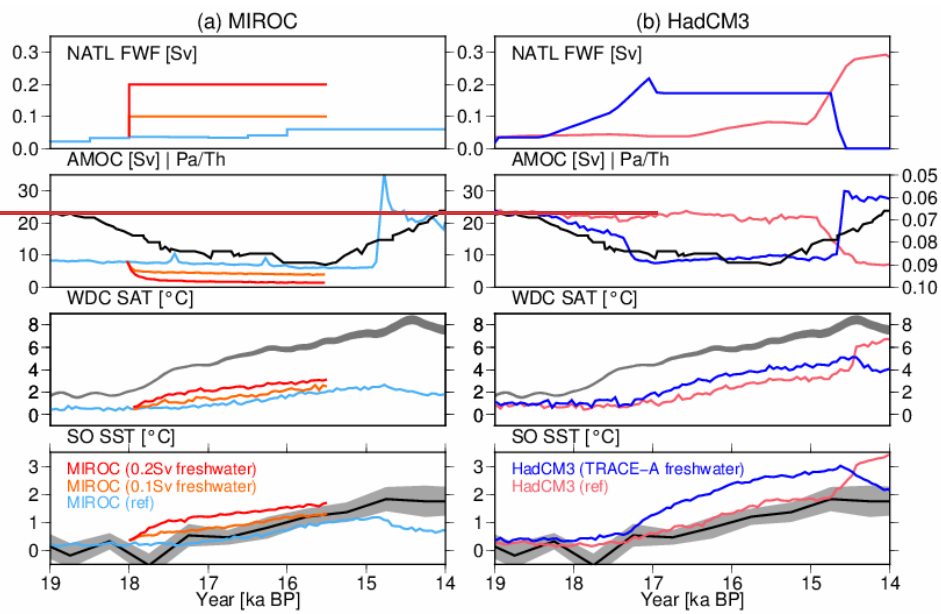 (a) MIROC
(b) HadCM3
NATL FWF [Sv]
0.3
0.2
0.1
0.0
NATL FWF [Sv]
0.3
0.2
0.1
0.0
AMOC [Sv] | Pa/Th
30
20
10
0
AMOC [Sv] | Pa/Th
30
20
10
0
0.05
0.06
0.07
0.08
0.09
0.10
WDC SAT [°C]
8
6
4
2
0
WDC SAT [°C]
8
6
4
2
0
8
6
4
2
0
SO SST [°C]
3
2
1
0
MIROC (0.2Sv freshwater)
MIROC (0.1Sv freshwater)
MIROC (ref)
SO SST [°C]
3
2
1
0
HadCM3 (TRACE-A freshwater)
HadCM3 (ref)
19 18 17 16 15 14
Year [ka BP]
19 18 17 16 15 14
Year [ka BP]